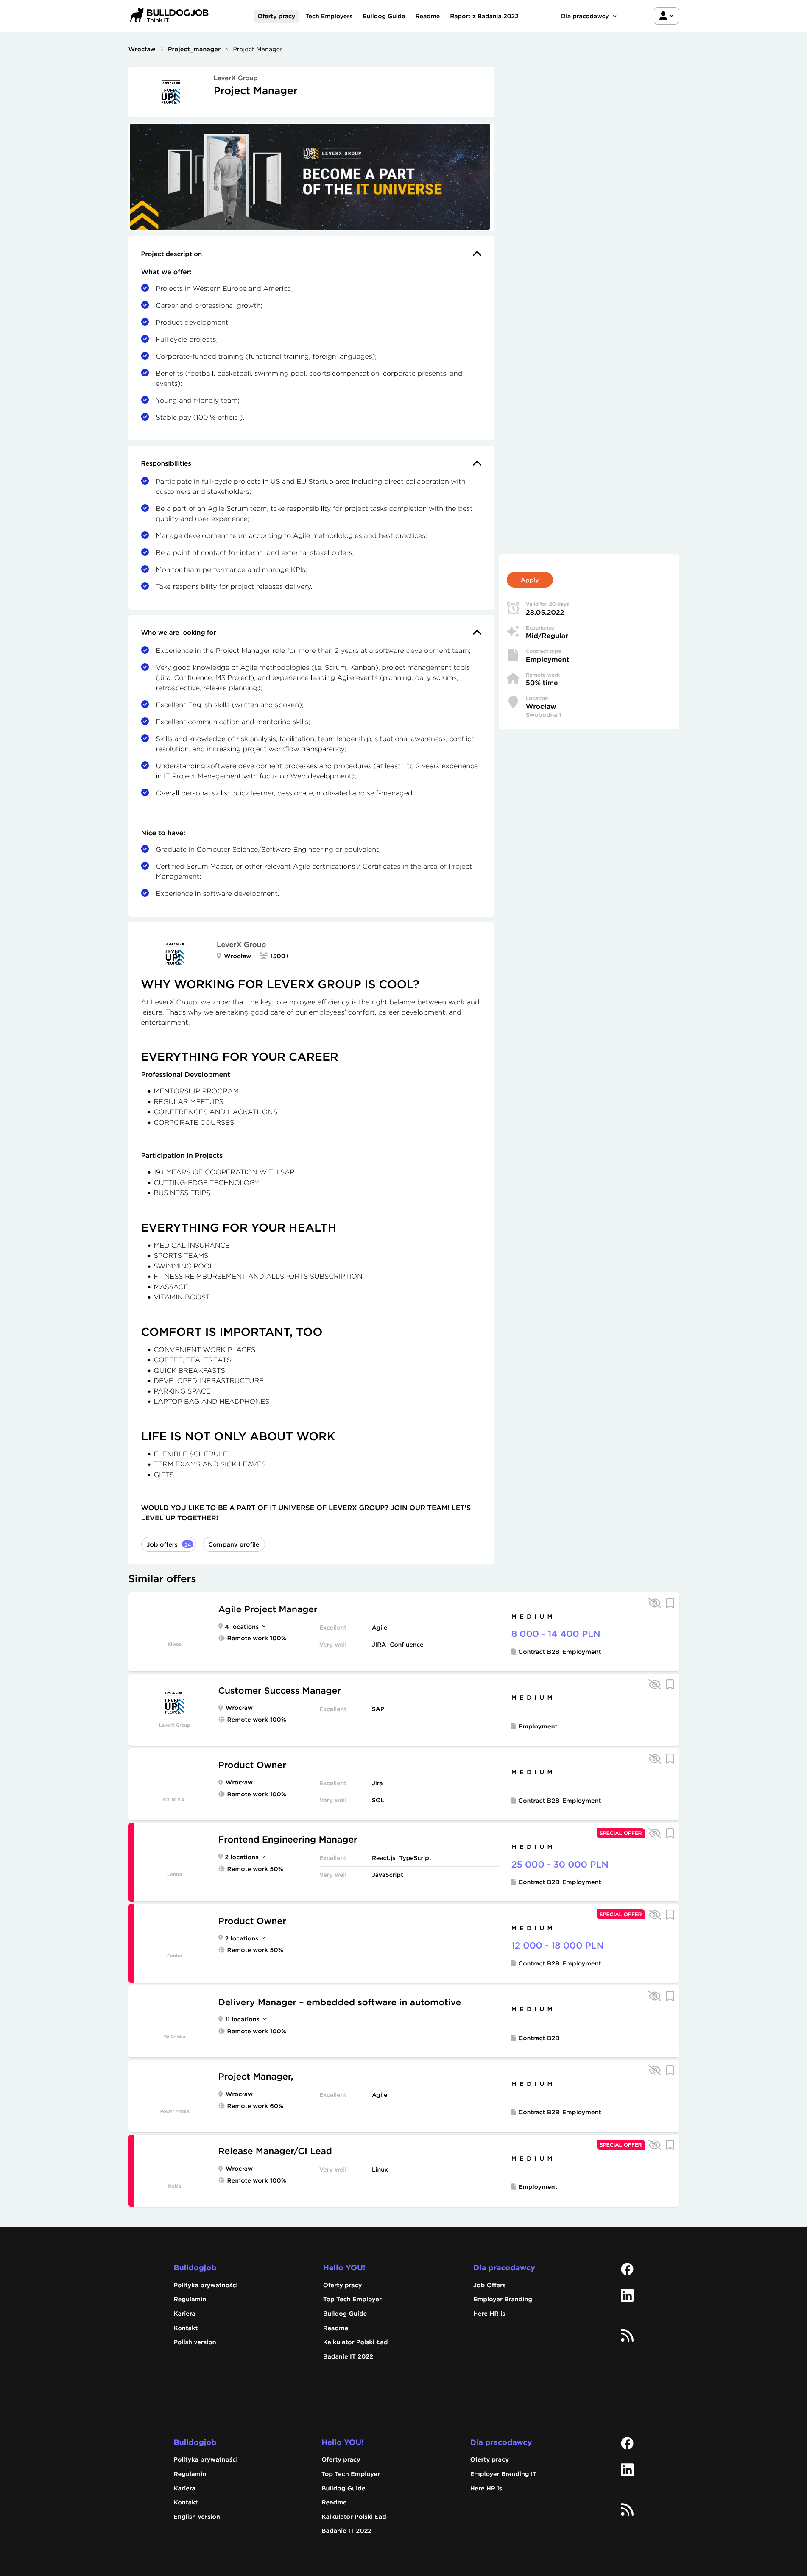 BULLDOGJOB
Think IT
Oferty pracy
Tech Employers
Bulldog Guide
Readme
Raport z Badania 2022
Dla pracodawcy
Wrocław
Project_manager
Project Manager
LEVERX GROUP
LEVEL
UP!
PEOPLE
LeverX Group
Project Manager
LEVEL
UP!
LEVERX GROUP
BECOME A PART
OF THE IT UNIVERSE
Project description
What we offer:
Projects in Western Europe and America;
Career and professional growth;
Product development;
Full cycle projects;
Corporate-funded training (functional training, foreign languages);
Benefits (football, basketball, swimming pool, sports compensation, corporate presents, and
events);
Young and friendly team;
Stable pay (100 % official).
Responsibilities
Participate in full-cycle projects in US and EU Startup area including direct collaboration with
customers and stakeholders;
Be a part of an Agile Scrum team, take responsibility for project tasks completion with the best
quality and user experience;
Manage development team according to Agile methodologies and best practices;
Be a point of contact for internal and external stakeholders;
Monitor team performance and manage KPIs;
Take responsibility for project releases delivery.
Apply
Valid for 30 days
28.05.2022
Experience
Mid/Regular
Contract type
Employment
Remote work
50% time
Location
Wrocław
Swobodna 1
Who we are looking for
Experience in the Project Manager role for more than 2 years at a software development team;
Very good knowledge of Agile methodologies (i.e. Scrum, Kanban), project management tools
(Jira, Confluence, MS Project), and experience leading Agile events (planning, daily scrums,
retrospective, release planning);
Excellent English skills (written and spoken);
Excellent communication and mentoring skills;
Skills and knowledge of risk analysis, facilitation, team leadership, situational awareness, conflict
resolution, and increasing project workflow transparency;
Understanding software development processes and procedures (at least 1 to 2 years experience
in IT Project Management with focus on Web development);
Overall personal skills: quick learner, passionate, motivated and self-managed.
Nice to have:
Graduate in Computer Science/Software Engineering or equivalent;
Certified Scrum Master, or other relevant Agile certifications / Certificates in the area of Project
Management;
Experience in software development.
LEVERX GROUP
LEVEL
UP!
PEOPLE
LeverX Group
Wrocław
1500+
WHY WORKING FOR LEVERX GROUP IS COOL?
At LeverX Group, we know that the key to employee efficiency is the right balance between work and
leisure. That's why we are taking good care of our employees' comfort, career development, and
entertainment.
EVERYTHING FOR YOUR CAREER
Professional Development
MENTORSHIP PROGRAM
REGULAR MEETUPS
CONFERENCES AND HACKATHONS
CORPORATE COURSES
Participation in Projects
19+ YEARS OF COOPERATION WITH SAP
CUTTING-EDGE TECHNOLOGY
BUSINESS TRIPS
EVERYTHING FOR YOUR HEALTH
MEDICAL INSURANCE
SPORTS TEAMS
SWIMMING POOL
FITNESS REIMBURSEMENT AND ALLSPORTS SUBSCRIPTION
MASSAGE
VITAMIN BOOST
COMFORT IS IMPORTANT, TOO
CONVENIENT WORK PLACES
COFFEE, TEA, TREATS
QUICK BREAKFASTS
DEVELOPED INFRASTRUCTURE
PARKING SPACE
LAPTOP BAG AND HEADPHONES
LIFE IS NOT ONLY ABOUT WORK
FLEXIBLE SCHEDULE
TERM EXAMS AND SICK LEAVES
GIFTS
WOULD YOU LIKE TO BE A PART OF IT UNIVERSE OF LEVERX GROUP? JOIN OUR TEAM! LET'S
LEVEL UP TOGETHER!
Job offers 24
Company profile
Similar offers
Agile Project Manager
4 locations
Remote work 100%
Excellent Agile
Very well JIRA Confluence
MEDIUM
8 000 - 14 400 PLN
Contract B2B Employment
LEVERX GROUP
LEVEL
UP!
PEOPLE
LeverX Group
Customer Success Manager
Wrocław
Remote work 100%
Excellent SAP
MEDIUM
Employment
KRUK S.A.
Product Owner
Wrocław
Remote work 100%
Excellent Jira
Very well SQL
MEDIUM
Contract B2B Employment
Frontend Engineering Manager
2 locations
Remote work 50%
Excellent React.js TypeScript
Very well JavaScript
SPECIAL OFFER
MEDIUM
25 000 - 30 000 PLN
Contract B2B Employment
Product Owner
2 locations
Remote work 50%
SPECIAL OFFER
MEDIUM
12 000 - 18 000 PLN
Contract B2B Employment
Sii Polska
Delivery Manager – embedded software in automotive
11 locations
Remote work 100%
MEDIUM
Contract B2B
Power Media
Project Manager,
Wrocław
Remote work 60%
Excellent Agile
MEDIUM
Contract B2B Employment
Nokia
Release Manager/CI Lead
Wrocław
Remote work 100%
Very well Linux
SPECIAL OFFER
MEDIUM
Employment
Bulldogjob
Polityka prywatności
Regulamin
Kariera
Kontakt
Polish version
Hello YOU!
Oferty pracy
Top Tech Employer
Bulldog Guide
Readme
Kalkulator Polski Ład
Badanie IT 2022
Dla pracodawcy
Job Offers
Employer Branding
Here HR is
Bulldogjob
Polityka prywatności
Regulamin
Kariera
Kontakt
English version
Hello YOU!
Oferty pracy
Top Tech Employer
Bulldog Guide
Readme
Kalkulator Polski Ład
Badanie IT 2022
Dla pracodawcy
Oferty pracy
Employer Branding IT
Here HR is